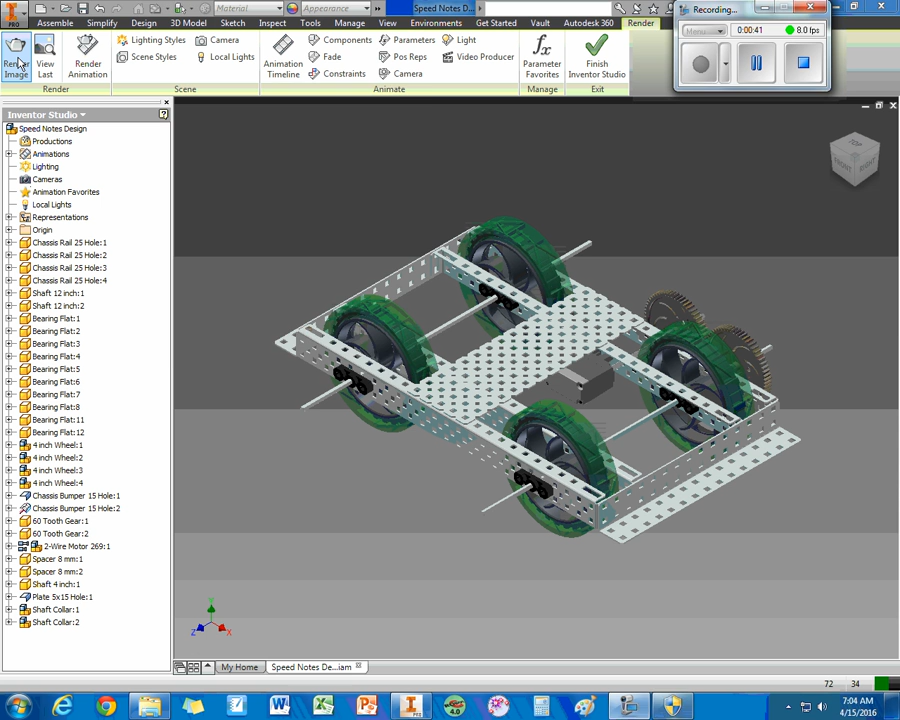 Material
Appearance
Speed Notes D...
Recording...
Menu
0:00:41
8.0 fps
PRO
Assembly
Simplify
Design
3D Model
Sketch
Inspect
Tools
Manage
View
Environments
Get Started
Vault
Autodesk 360
Render
Render Image
View Last
Render Animation
Lighting Styles
Scene Styles
Camera
Local Lights
Animation Timeline
Components
Fade
Constraints
Parameters
Pos Reps
Camera
Light
Video Producer
fx
Parameter Favorites
Finish Inventor Studio
Render
Scene
Animate
Manage
Exit
Inventor Studio
Speed Notes Design
Productions
Animations
Lighting
Cameras
Animation Favorites
Local Lights
Representations
Origin
Chassis Rail 25 Hole:1
Chassis Rail 25 Hole:2
Chassis Rail 25 Hole:3
Chassis Rail 25 Hole:4
Shaft 12 inch:1
Shaft 12 inch:2
Bearing Flat:1
Bearing Flat:2
Bearing Flat:3
Bearing Flat:4
Bearing Flat:5
Bearing Flat:6
Bearing Flat:7
Bearing Flat:8
Bearing Flat:11
Bearing Flat:12
4 inch Wheel:1
4 inch Wheel:2
4 inch Wheel:3
4 inch Wheel:4
Chassis Bumper 15 Hole:1
Chassis Bumper 15 Hole:2
60 Tooth Gear:1
60 Tooth Gear:2
2-Wire Motor 269:1
Spacer 8 mm:1
Spacer 8 mm:2
Shaft 4 inch:1
Plate 5x15 Hole:1
Shaft Collar:1
Shaft Collar:2
TOP
FRONT
RIGHT
Y
Z
X
My Home
Speed Notes De...iam
72
34
4.0
7:04 AM
4/15/2016